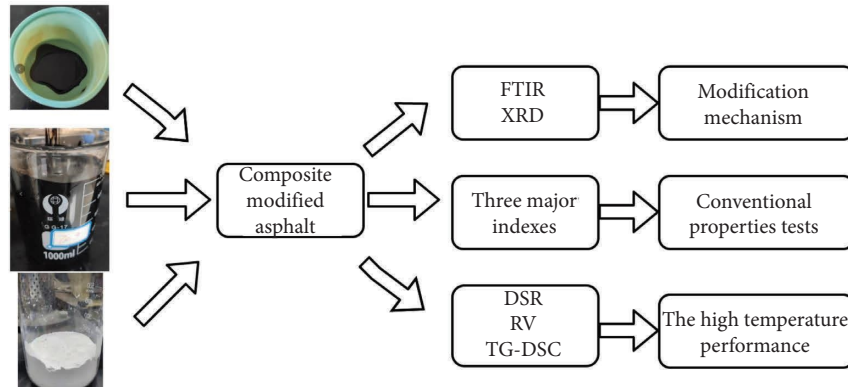 FTIR
XRD
Modification
mechanism
Composite
modified
asphalt
Three major
indexes
Conventional
properties tests
DSR
RV
TG-DSC
The high temperature
performance
1000ml